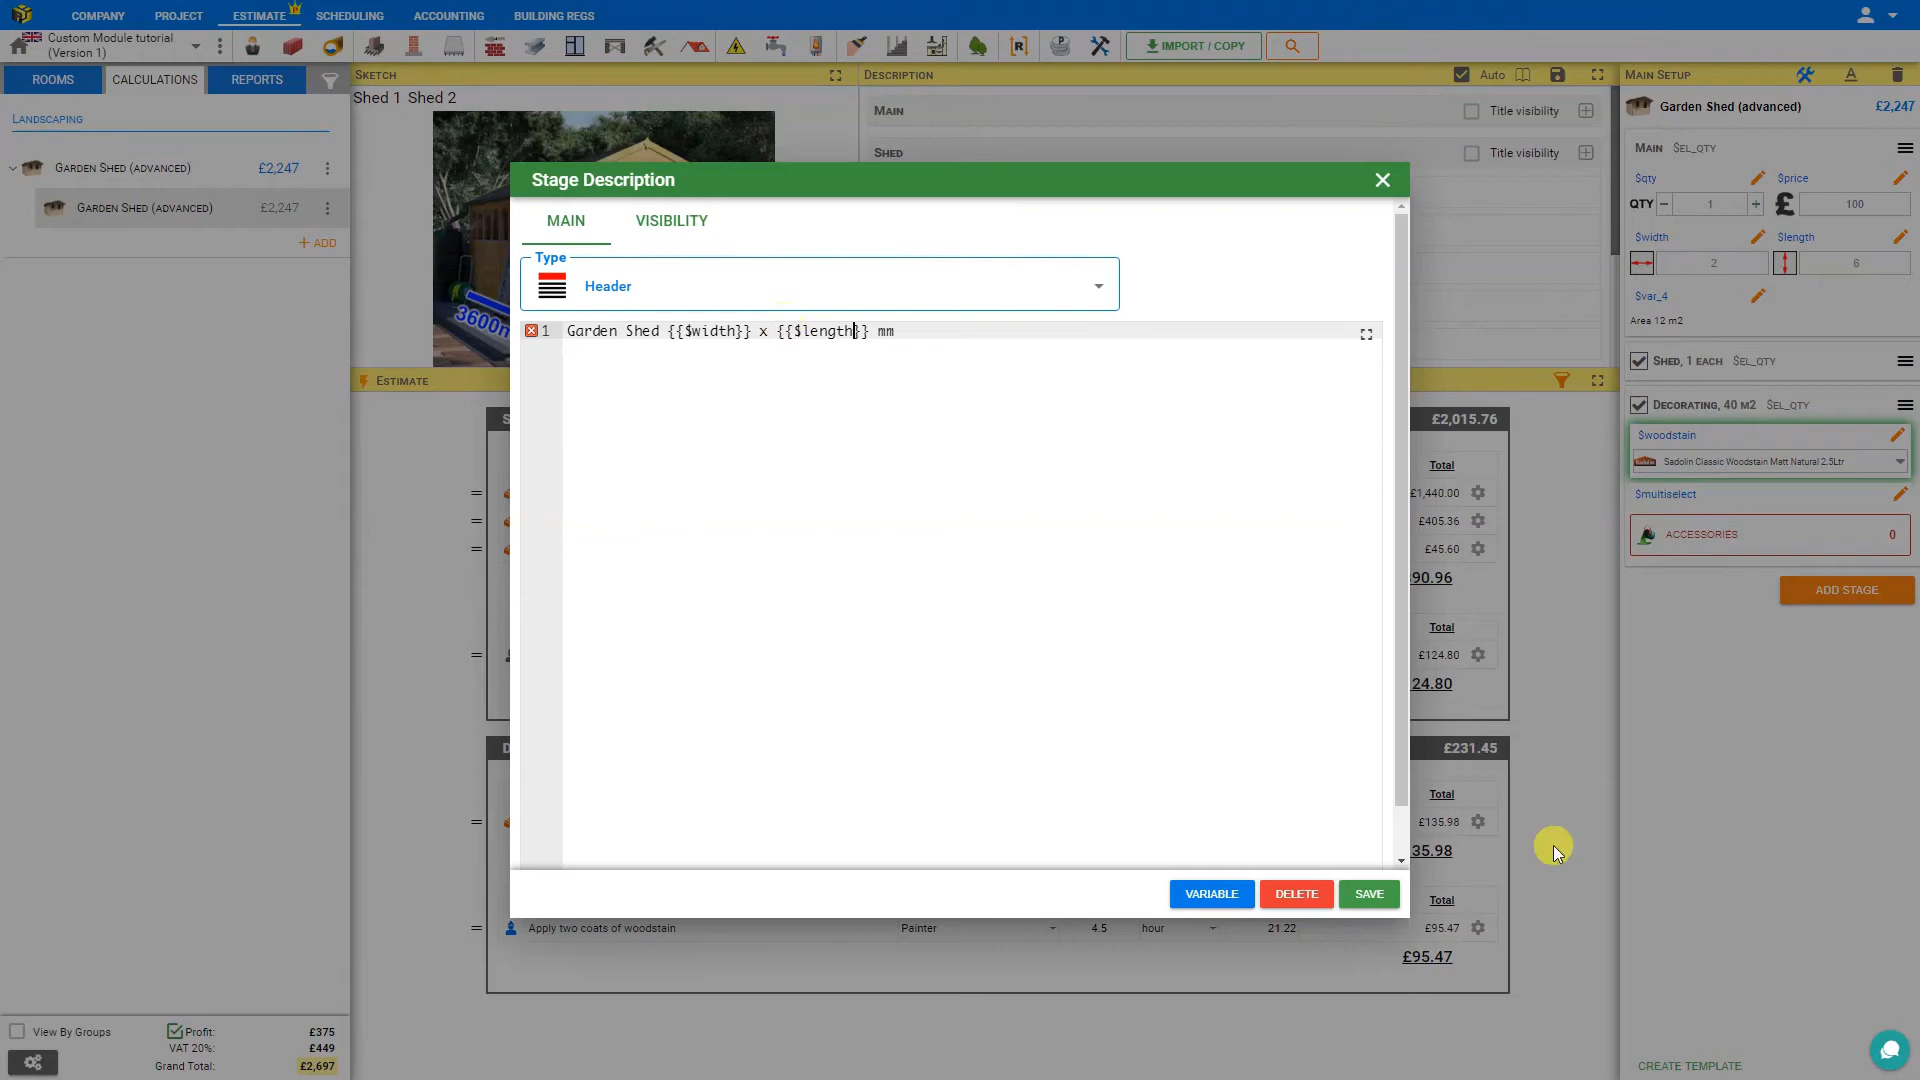 COMPANY PROJECT ESTIMATE SCHEDULING ACCOUNTING BUILDING REGS
Custom Module tutorial
(Version 1)
IMPORT / COPY
ROOMS CALCULATIONS REPORTS
SKETCH
DESCRIPTION
Auto
MAIN SETUP
Shed 1 Shed 2
LANDSCAPING
GARDEN SHED (ADVANCED) £2,247
GARDEN SHED (ADVANCED) £2,247
+ ADD
MAIN Title visibility
SHED Title visibility
3600m
Garden Shed (advanced) £2,247
MAIN $EL_QTY
$qty $price
QTY 1 £ 100
$width $length
2 6
$var_4
Area 12 m2
SHED, 1 EACH $EL_QTY
DECORATING, 40 M2 $EL_QTY
$woodstain
Sadolin Classic Woodstain Matt Natural 2.5Ltr
$multiselect
ACCESSORIES 0
ADD STAGE
Stage Description
MAIN VISIBILITY
Type
Header
1 Garden Shed {{$width}} x {{$length}} mm
VARIABLE DELETE SAVE
ESTIMATE
S £2,015.76
Total
£1,440.00
£405.36
£45.60
90.96
Total
£124.80
24.80
D £231.45
Total
£135.98
35.98
Total
Apply two coats of woodstain Painter 4.5 hour 21.22 £95.47
£95.47
View By Groups
Profit: £375
VAT 20%: £449
Grand Total: £2,697
CREATE TEMPLATE